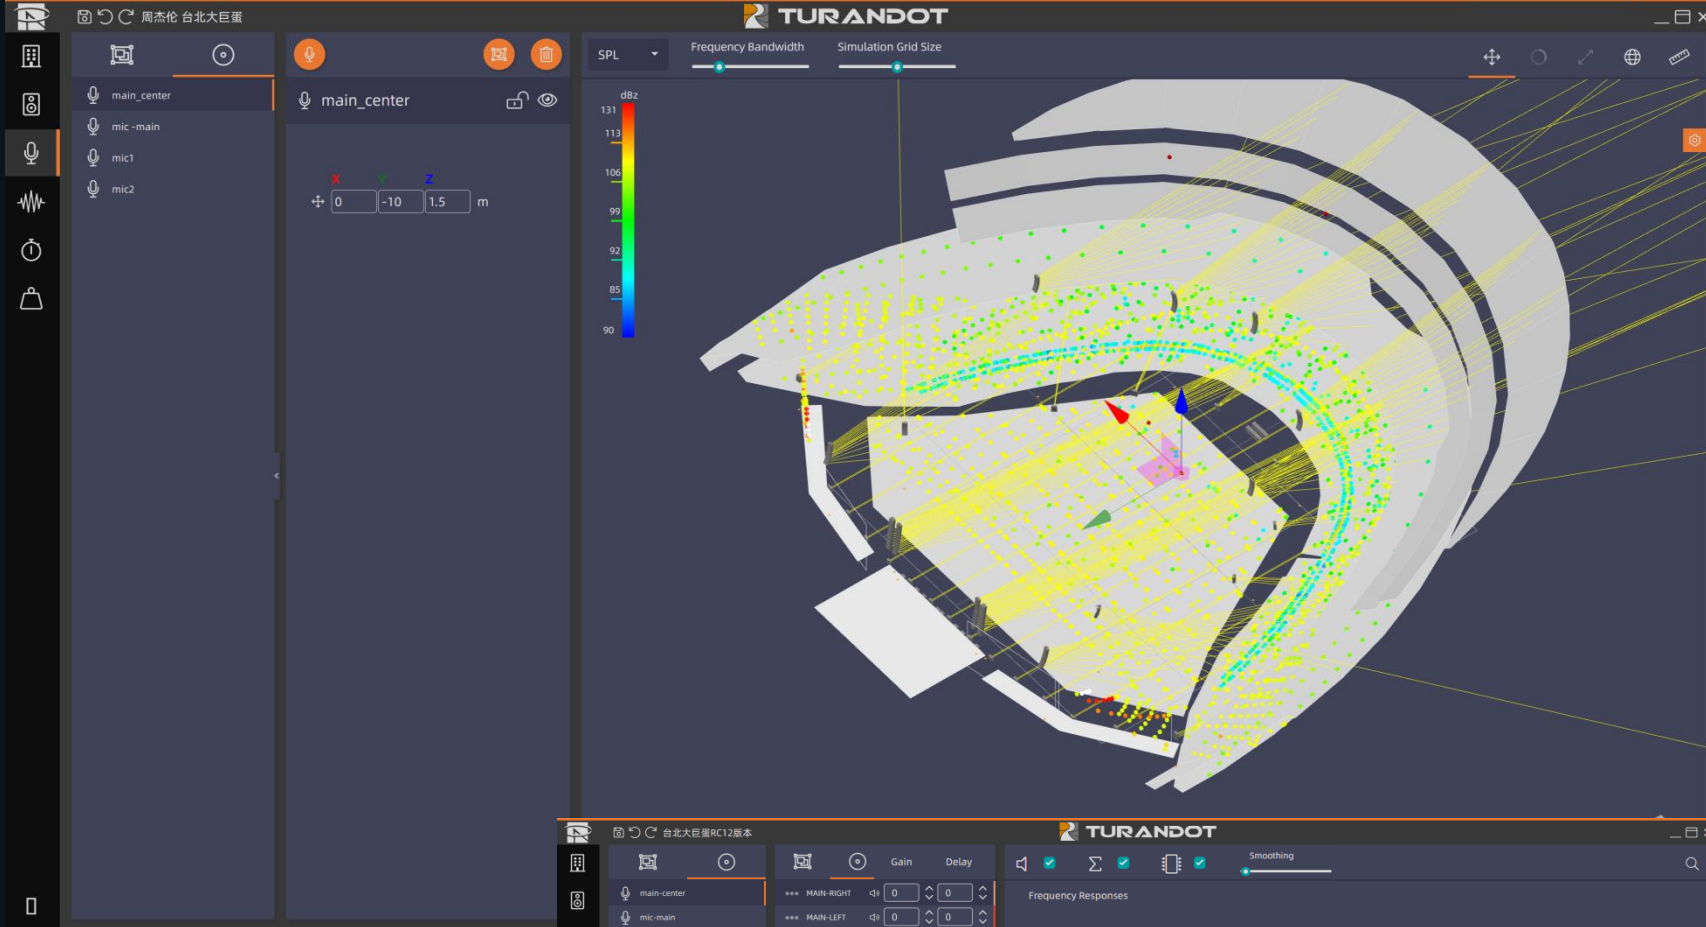 周杰伦 台北大巨蛋
TURANDOT
SPL
Frequency Bandwidth
Simulation Grid Size
main_center
mic -main
mic1
mic2
main_center
X Y Z
0 -10 1.5 m
dBz
131
113
106
99
92
85
90
台北大巨蛋RC12版本
TURANDOT
Gain Delay
Smoothing
main-center
mic-main
MAIN-RIGHT 0 0
MAIN-LEFT 0 0
Frequency Responses